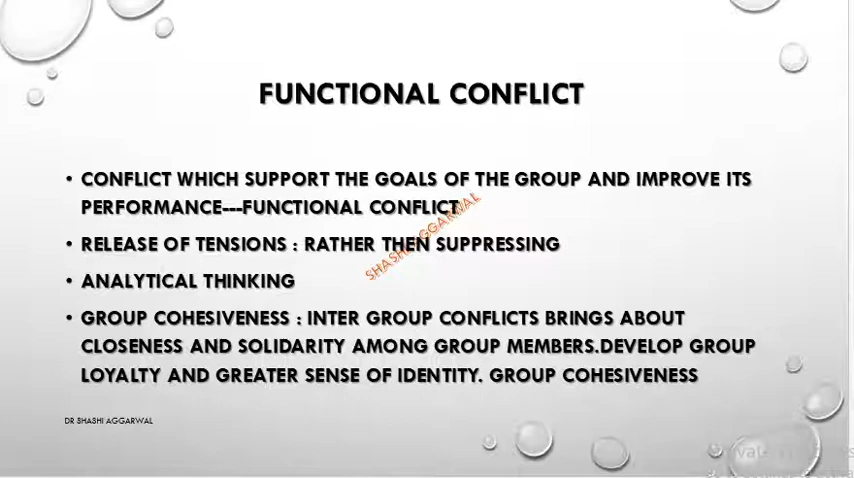 FUNCTIONAL CONFLICT
• CONFLICT WHICH SUPPORT THE GOALS OF THE GROUP AND IMPROVE ITS
PERFORMANCE---FUNCTIONAL CONFLICT
SHASHI AGGARWAL
• RELEASE OF TENSIONS : RATHER THEN SUPPRESSING
• ANALYTICAL THINKING
• GROUP COHESIVENESS : INTER GROUP CONFLICTS BRINGS ABOUT
CLOSENESS AND SOLIDARITY AMONG GROUP MEMBERS.DEVELOP GROUP
LOYALTY AND GREATER SENSE OF IDENTITY. GROUP COHESIVENESS
DR SHASHI AGGARWAL